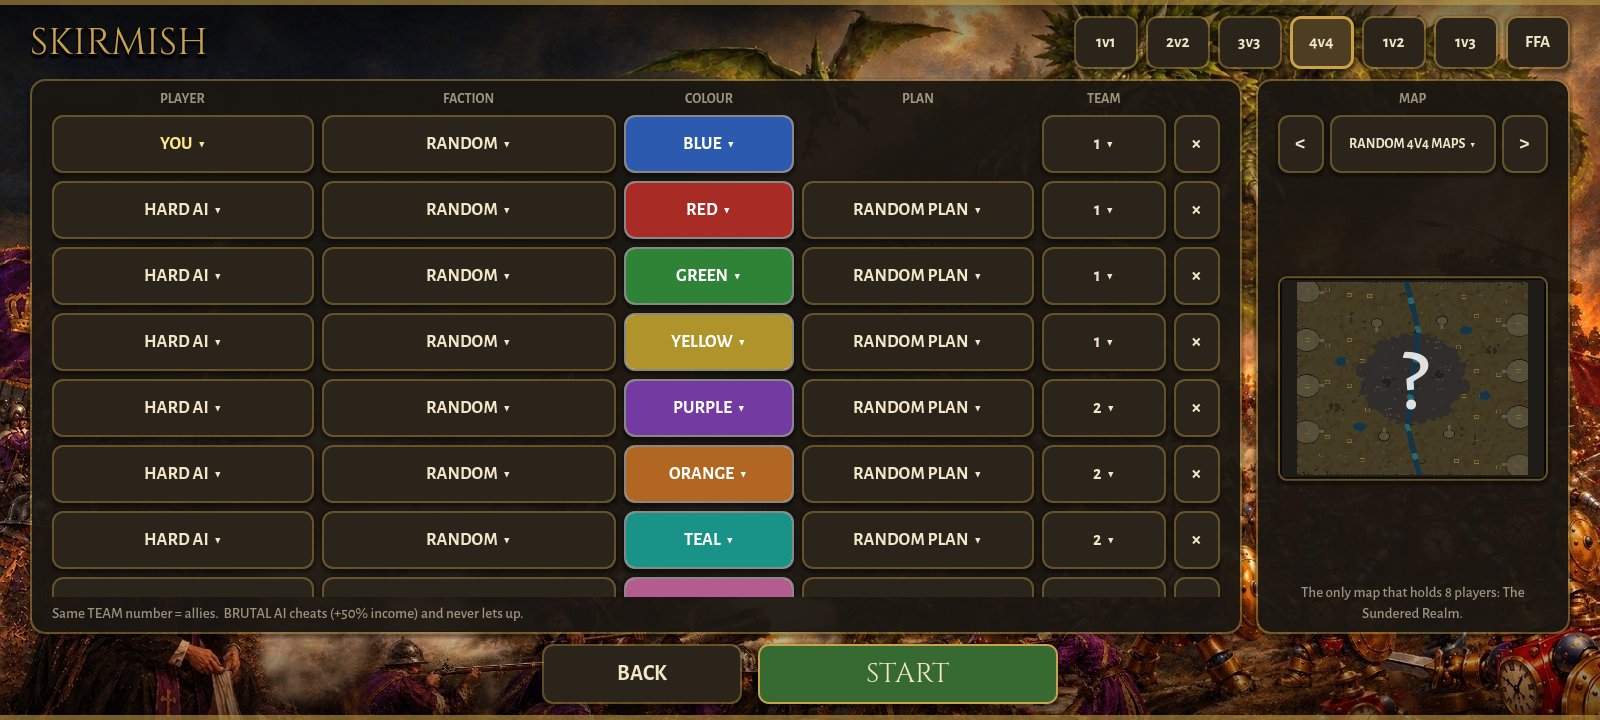 SKIRMISH
1v1 2v2 3v3 4v4 1v2 1v3 FFA
PLAYER FACTION COLOUR PLAN TEAM
YOU ▾ RANDOM ▾ BLUE ▾ 1 ▾ ×
HARD AI ▾ RANDOM ▾ RED ▾ RANDOM PLAN ▾ 1 ▾ ×
HARD AI ▾ RANDOM ▾ GREEN ▾ RANDOM PLAN ▾ 1 ▾ ×
HARD AI ▾ RANDOM ▾ YELLOW ▾ RANDOM PLAN ▾ 1 ▾ ×
HARD AI ▾ RANDOM ▾ PURPLE ▾ RANDOM PLAN ▾ 2 ▾ ×
HARD AI ▾ RANDOM ▾ ORANGE ▾ RANDOM PLAN ▾ 2 ▾ ×
HARD AI ▾ RANDOM ▾ TEAL ▾ RANDOM PLAN ▾ 2 ▾ ×
Same TEAM number = allies. BRUTAL AI cheats (+50% income) and never lets up.
MAP
< RANDOM 4V4 MAPS ▾ >
?
The only map that holds 8 players: The
Sundered Realm.
BACK START